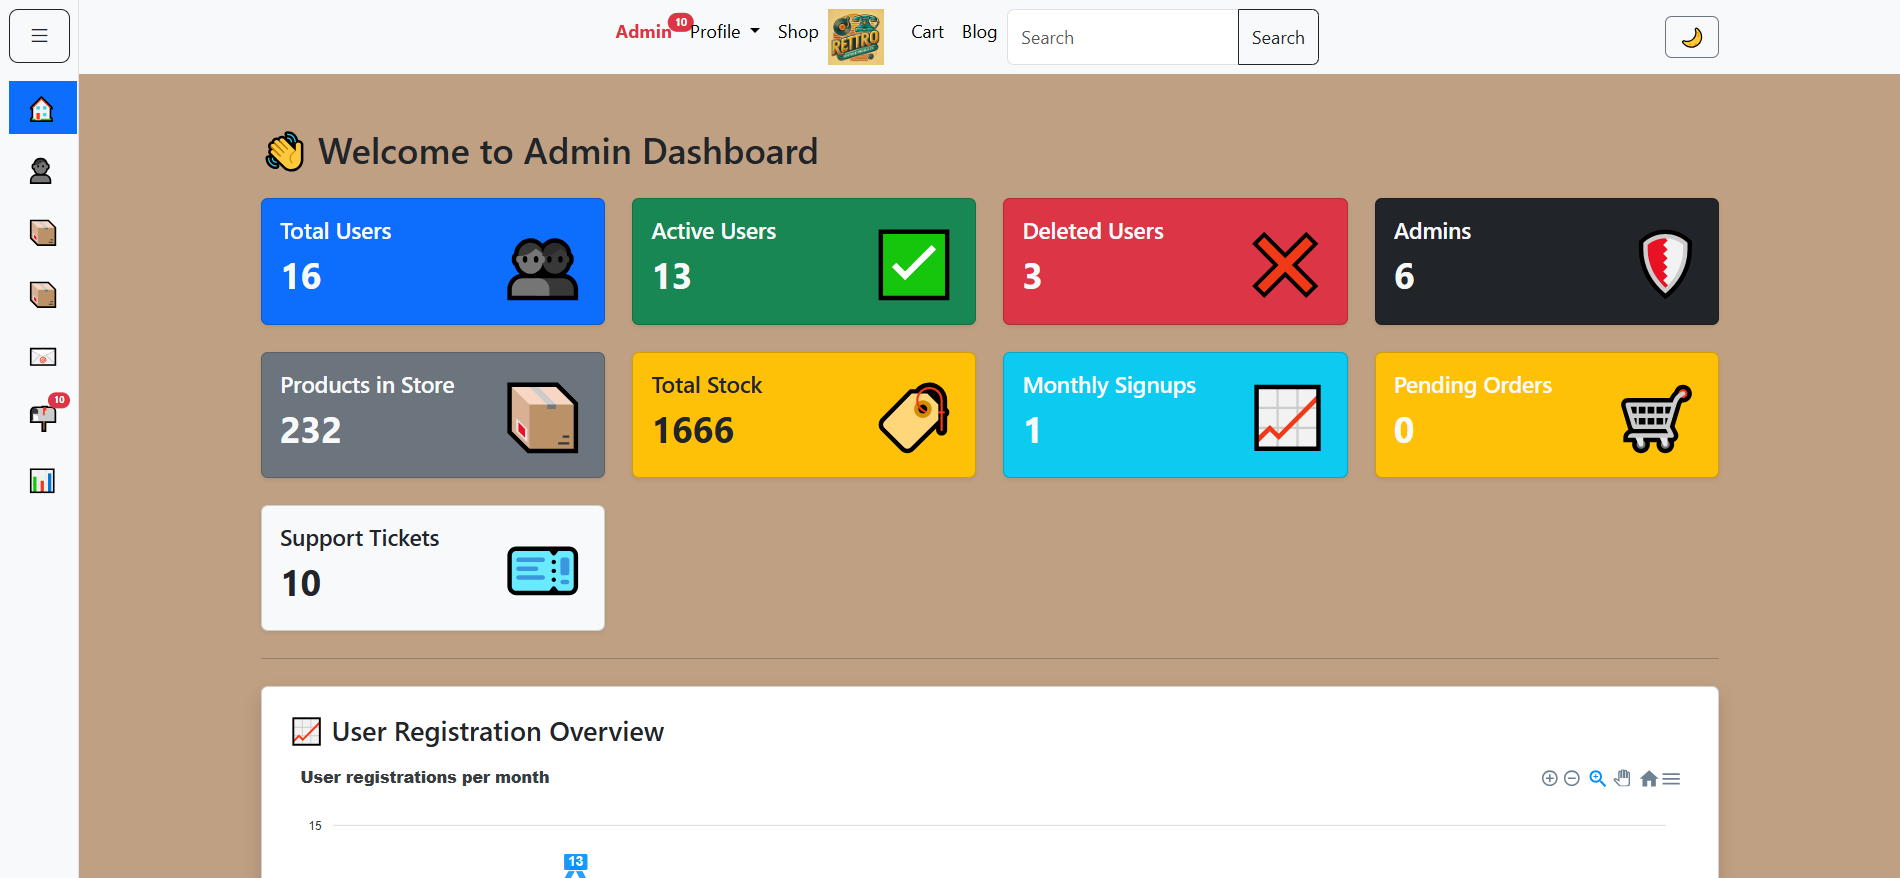 Admin 10 Profile Shop RETTRO Cart Blog Search Search
Welcome to Admin Dashboard
Total Users
16
Active Users
13
Deleted Users
3
Admins
6
Products in Store
232
Total Stock
1666
Monthly Signups
1
Pending Orders
0
10
Support Tickets
10
User Registration Overview
User registrations per month
15
13